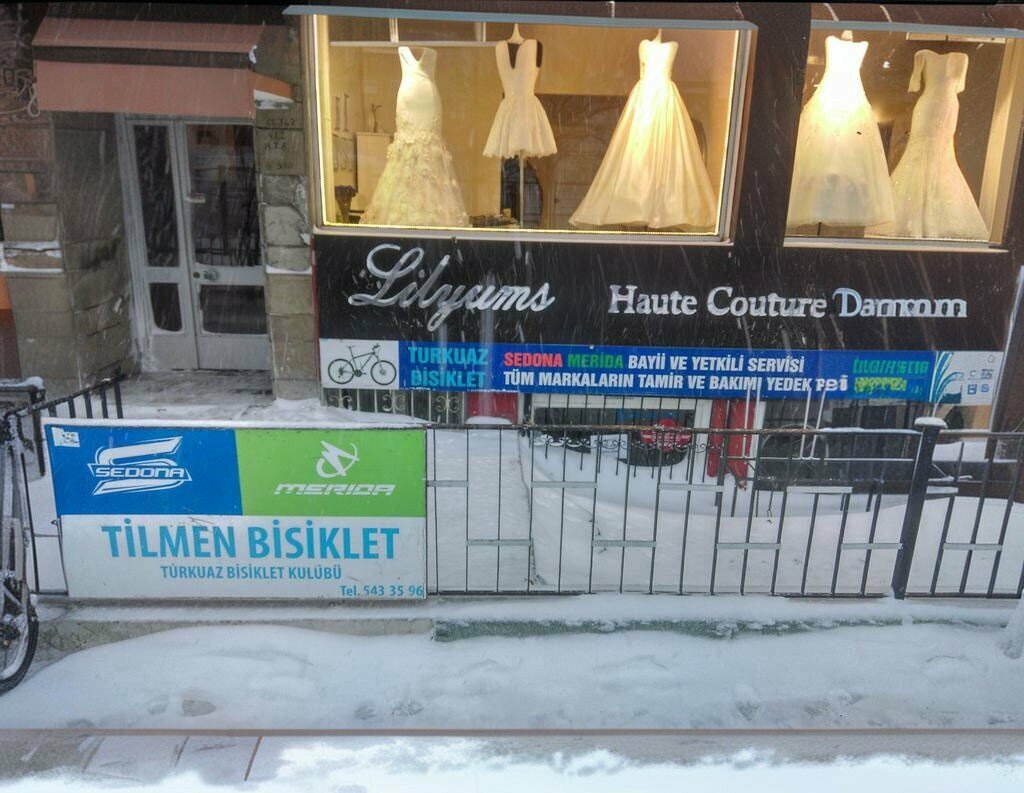 Lilyums
Haute Couture
TURKUAZ
BİSİKLET
SEDONA MERIDA BAYİİ VE YETKİLİ SERVİSİ
TÜM MARKALARIN TAMİR VE BAKIMI YEDEK
SEDONA
MERIDA
TİLMEN BİSİKLET
TÜRKUAZ BİSİKLET KULÜBÜ
Tel. 543 35 96